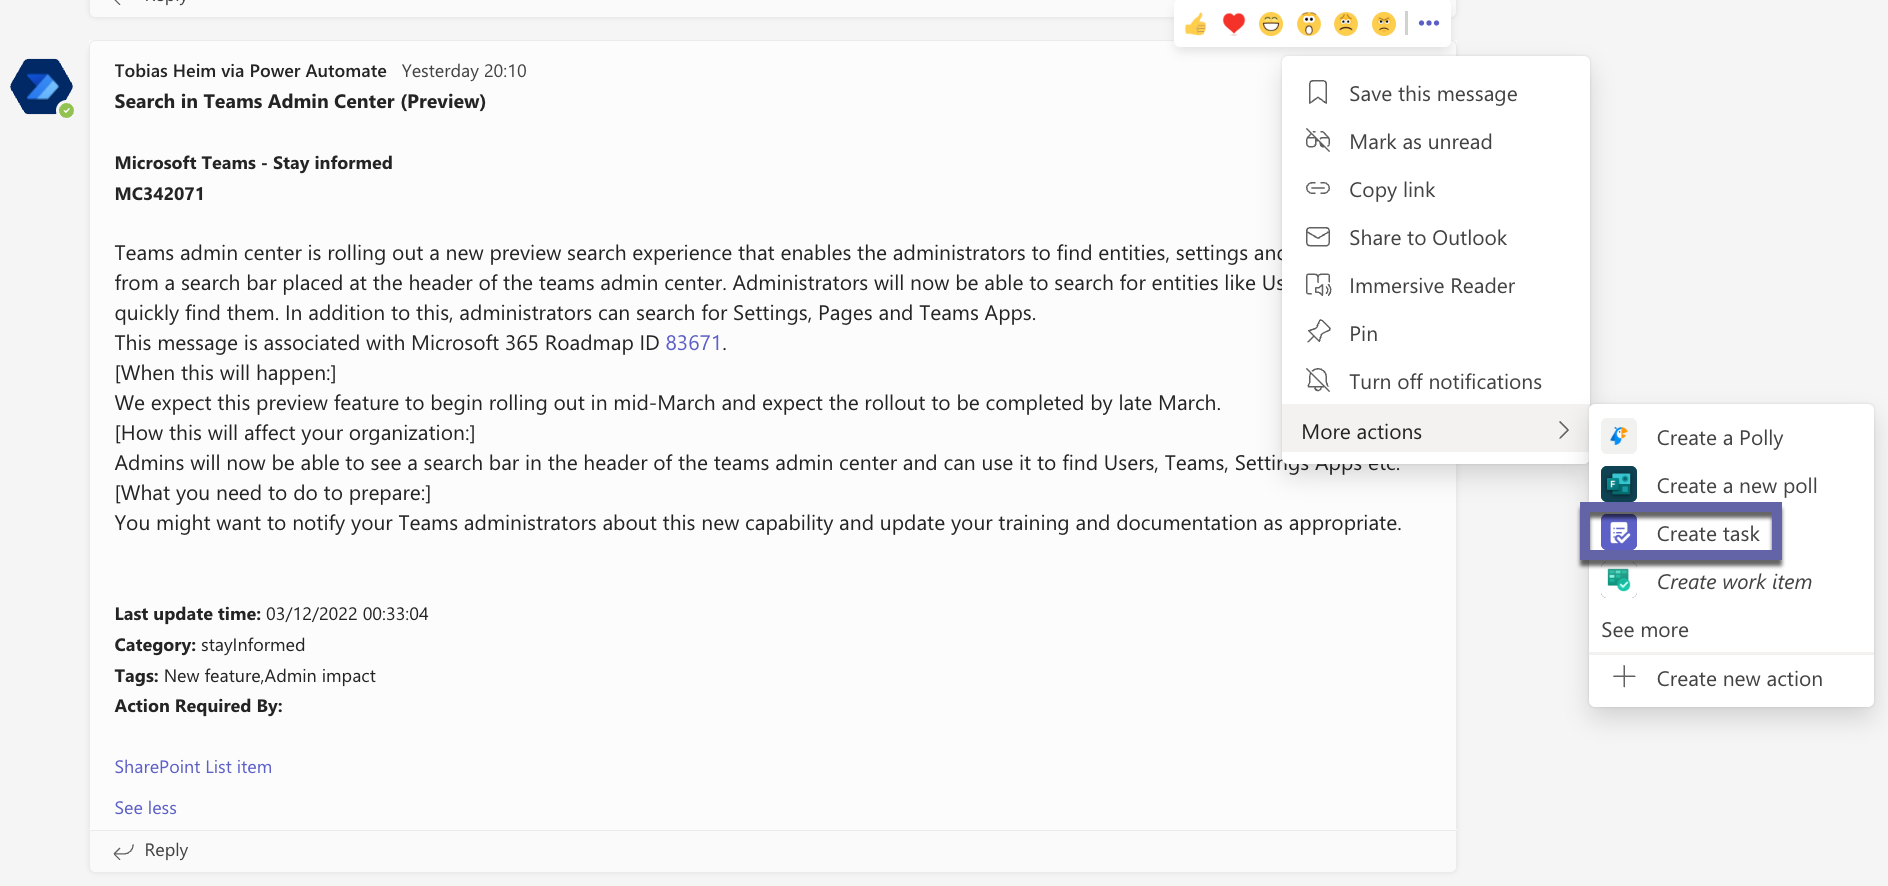 Reply
Tobias Heim via Power Automate Yesterday 20:10
Search in Teams Admin Center (Preview)
Microsoft Teams - Stay informed
MC342071
Teams admin center is rolling out a new preview search experience that enables the administrators to find entities, settings and
from a search bar placed at the header of the teams admin center. Administrators will now be able to search for entities like
quickly find them. In addition to this, administrators can search for Settings, Pages and Teams Apps.
This message is associated with Microsoft 365 Roadmap ID 83671.
[When this will happen:]
We expect this preview feature to begin rolling out in mid-March and expect the rollout to be completed by late March.
[How this will affect your organization:]
Admins will now be able to see a search bar in the header of the teams admin center and can use it to find Users, Teams, Settings Apps etc.
[What you need to do to prepare:]
You might want to notify your Teams administrators about this new capability and update your training and documentation as appropriate.
Last update time: 03/12/2022 00:33:04
Category: stayInformed
Tags: New feature,Admin impact
Action Required By:
SharePoint List item
See less
Reply
Save this message
Mark as unread
Copy link
Share to Outlook
Immersive Reader
Pin
Turn off notifications
More actions
Create a Polly
Create a new poll
Create task
Create work item
See more
Create new action